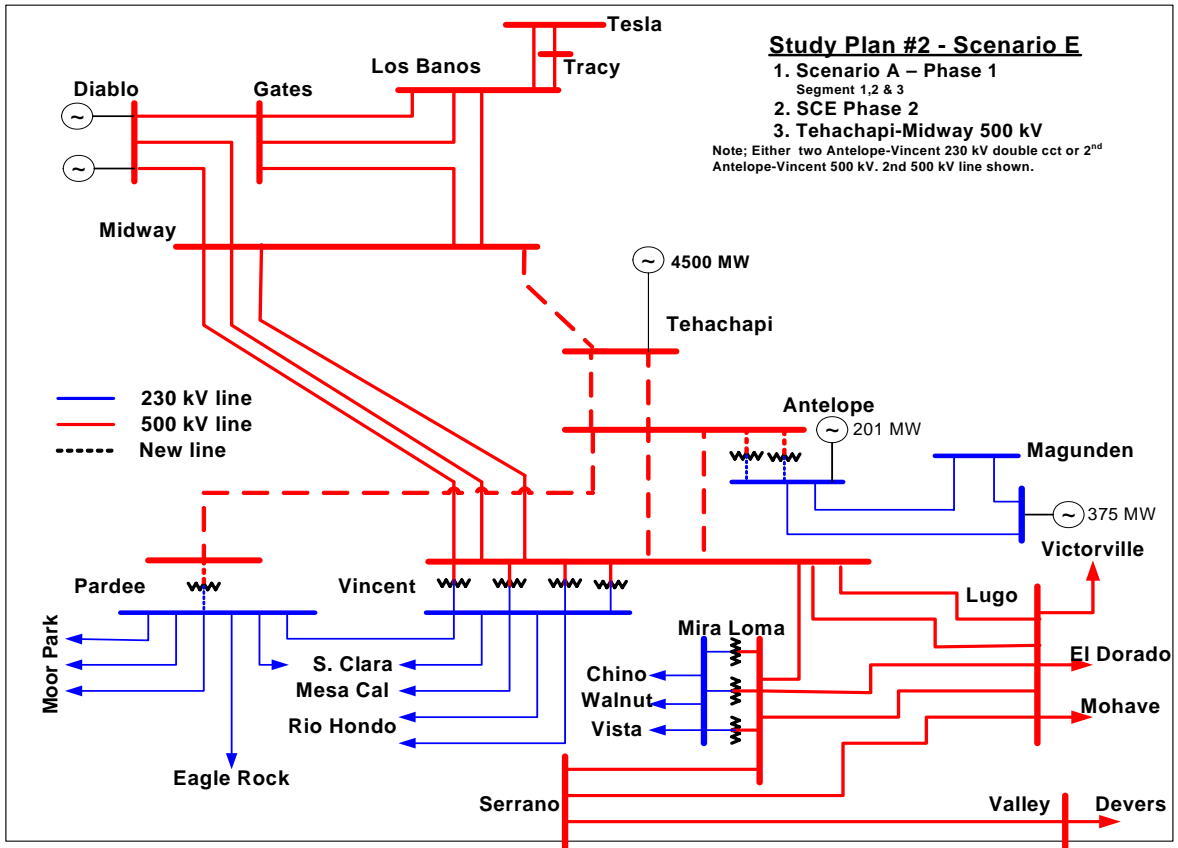 Tesla
Study Plan #2 - Scenario E
Los Banos
Tracy
1. Scenario A – Phase 1
Segment 1,2 & 3
Diablo
Gates
2. SCE Phase 2
~
3. Tehachapi-Midway 500 kV
Note; Either two Antelope-Vincent 230 kV double cct or 2nd
Antelope-Vincent 500 kV. 2nd 500 kV line shown.
~
Midway
~
4500 MW
Tehachapi
230 kV line
500 kV line
New line
Antelope
~
201 MW
Magunden
~
375 MW
Victorville
Pardee
Vincent
Lugo
Mira Loma
Moor Park
S. Clara
Mesa Cal
Rio Hondo
Chino
Walnut
Vista
El Dorado
Mohave
Eagle Rock
Serrano
Valley
Devers